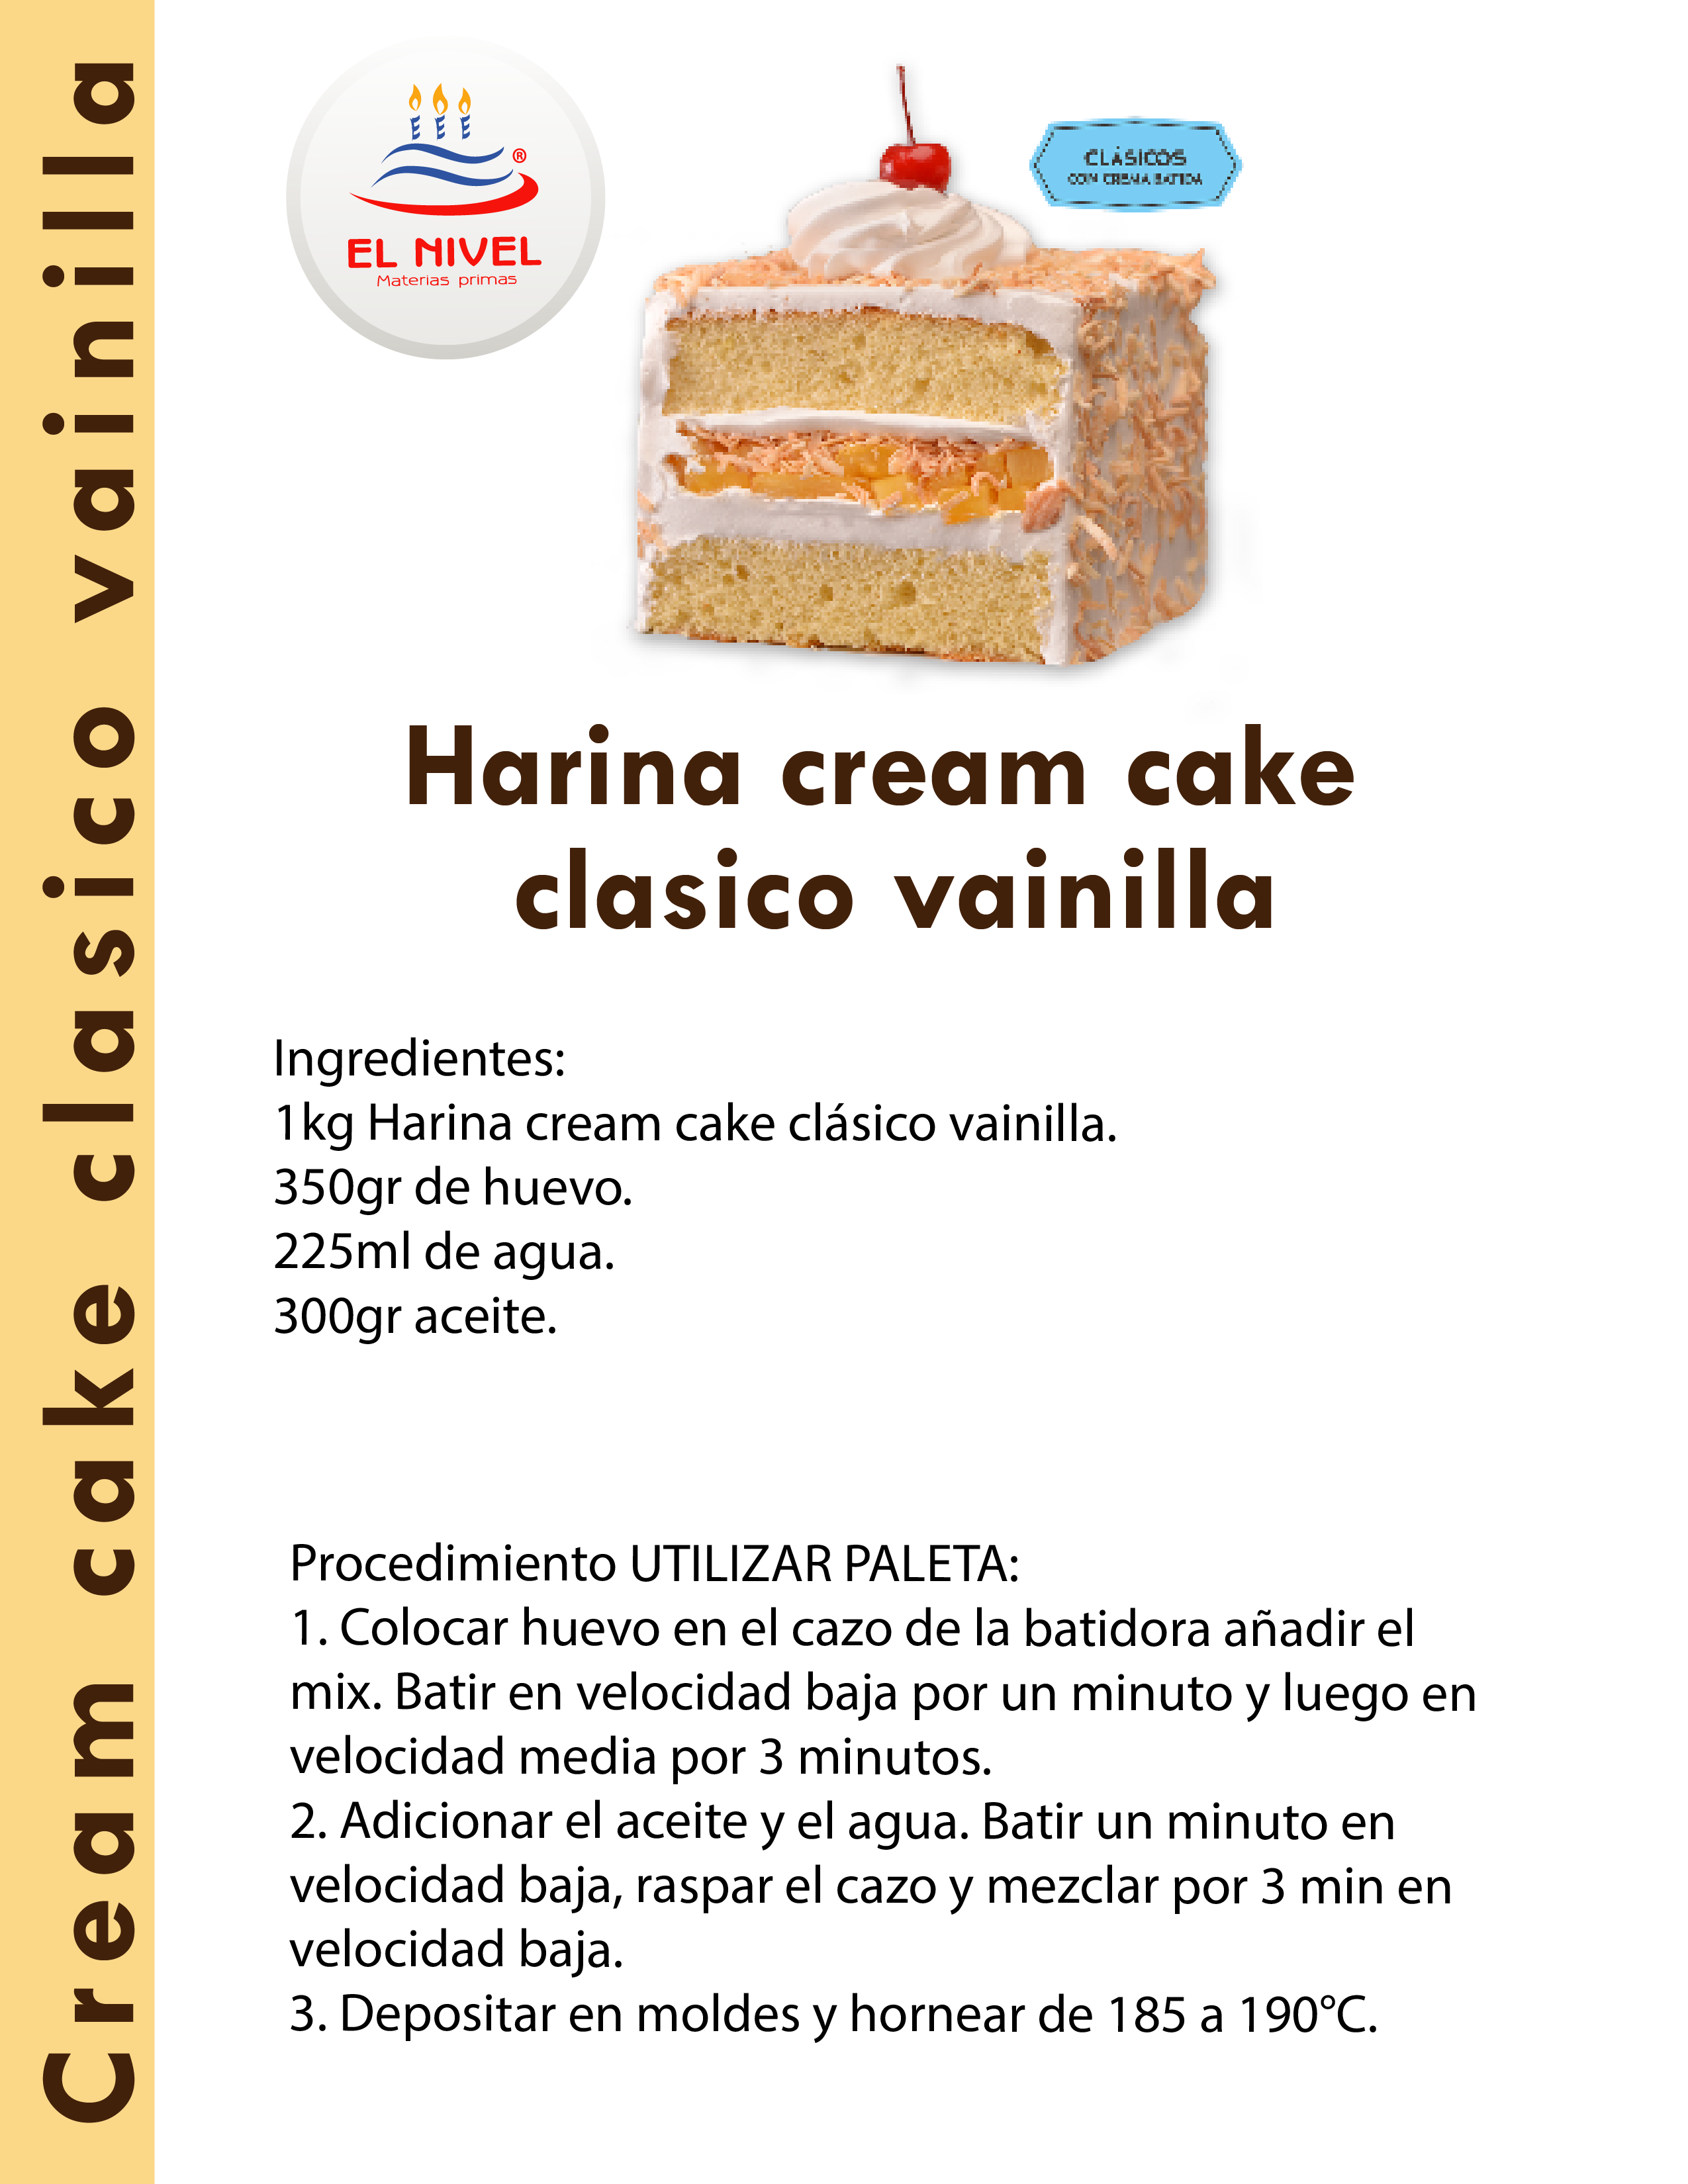 Cream cake clasico vainilla
EL NIVEL
®
Materias primas
CLÁSICOS
CON CREMA BATIDA
Harina cream cake
clasico vainilla
Ingredientes:
1kg Harina cream cake clásico vainilla.
350gr de huevo.
225ml de agua.
300gr aceite.
Procedimiento UTILIZAR PALETA:
1. Colocar huevo en el cazo de la batidora añadir el
mix. Batir en velocidad baja por un minuto y luego en
velocidad media por 3 minutos.
2. Adicionar el aceite y el agua. Batir un minuto en
velocidad baja, raspar el cazo y mezclar por 3 min en
velocidad baja.
3. Depositar en moldes y hornear de 185 a 190°C.